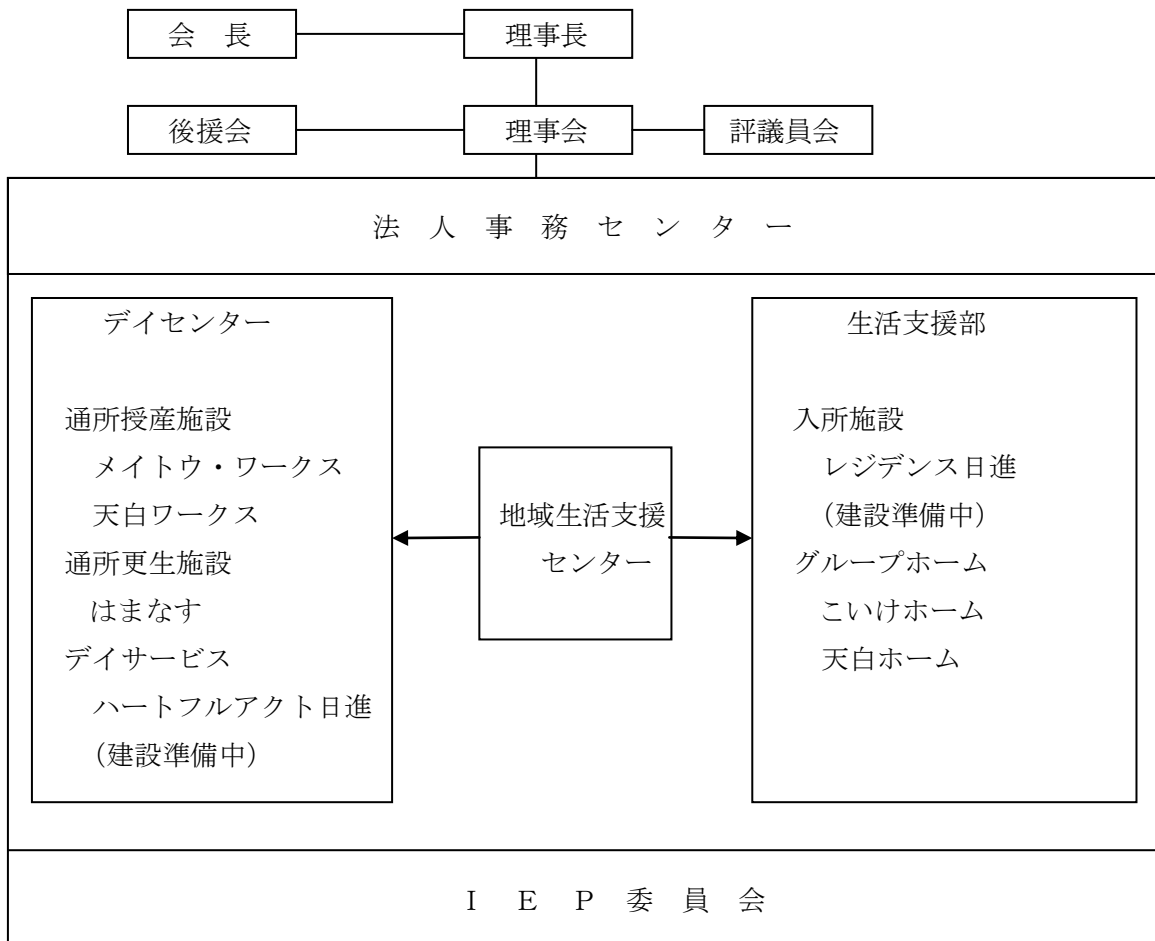 会　長
理事長
後援会
理事会
評議員会
法　人　事　務　セ　ン　タ　ー
デイセンター
通所授産施設
メイトウ・ワークス
天白ワークス
通所更生施設
はまなす
デイサービス
ハートフルアクト日進
（建設準備中）
地域生活支援
センター
生活支援部
入所施設
レジデンス日進
（建設準備中）
グループホーム
こいけホーム
天白ホーム
Ｉ　Ｅ　Ｐ　委　員　会